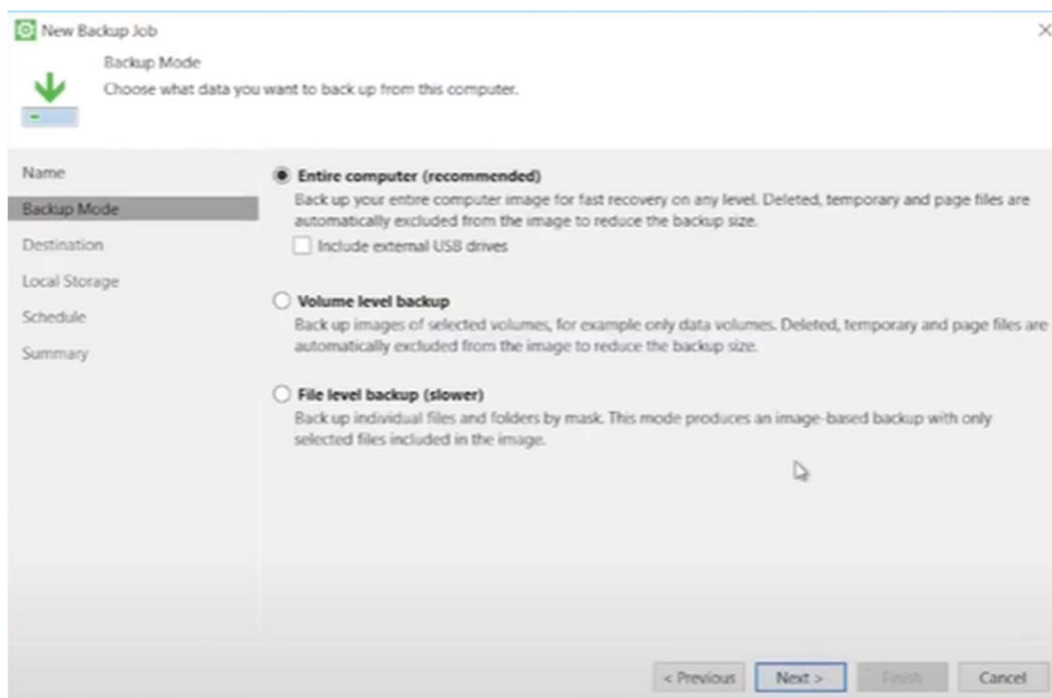 New Backup Job
Backup Mode
Choose what data you want to back up from this computer.
Name
Backup Mode
Destination
Local Storage
Schedule
Summary
Entire computer (recommended)
Back up your entire computer image for fast recovery on any level. Deleted, temporary and page files are
automatically excluded from the image to reduce the backup size.
Include external USB drives
Volume level backup
Back up images of selected volumes, for example only data volumes. Deleted, temporary and page files are
automatically excluded from the image to reduce the backup size.
File level backup (slower)
Back up individual files and folders by mask. This mode produces an image-based backup with only
selected files included in the image.
< Previous
Next >
Finish
Cancel